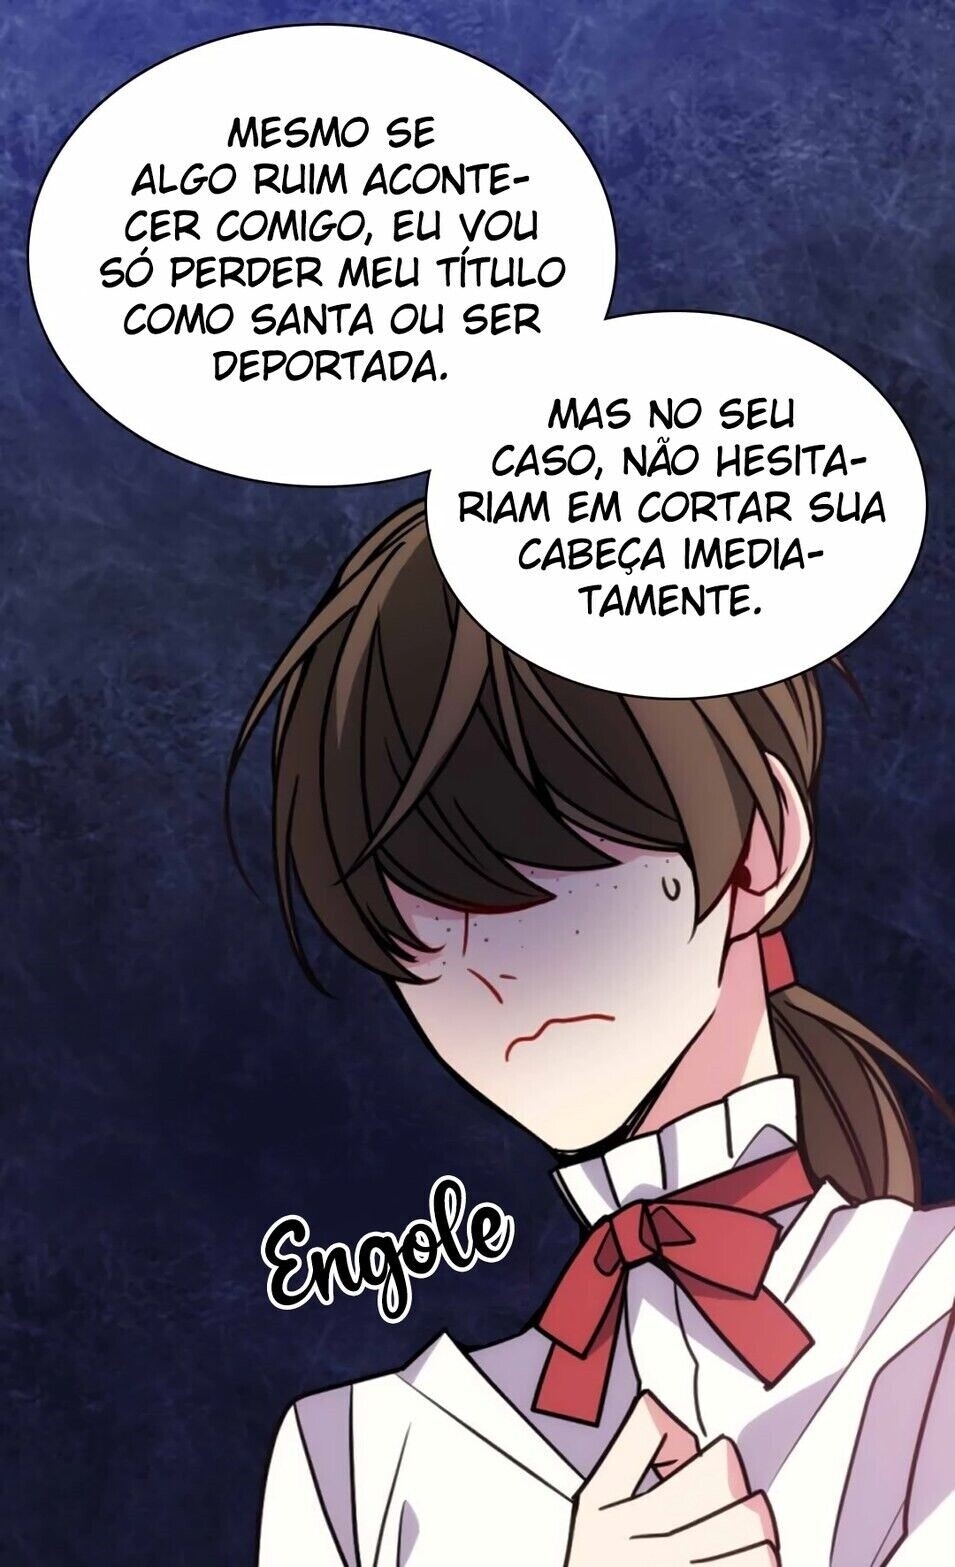 MESMO SE
ALGO RUIM ACONTE-
CER COMIGO, EU VOU
SÓ PERDER MEU TÍTULO
COMO SANTA OU SER
DEPORTADA.
MAS NO SEU
CASO, NÃO HESITA-
RIAM EM CORTAR SUA
CABEÇA IMEDIA-
TAMENTE.
Engole